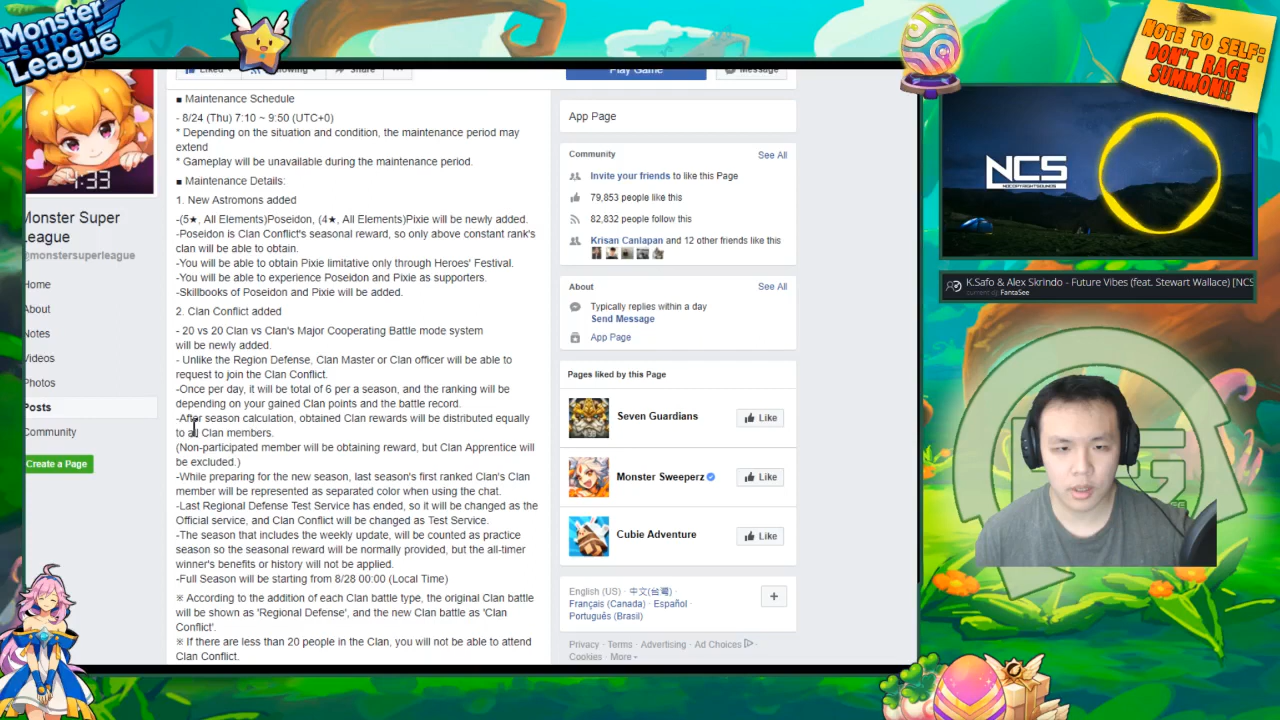 Monster
Super
League
NOTE TO SELF:
DON'T RAGE
SUMMON!!
1:33
Monster Super
League
@monstersuperleague
Home
About
Notes
Videos
Photos
Posts
Community
Create a Page
Liked
Following
Share
Play Game
Message
■ Maintenance Schedule
- 8/24 (Thu) 7:10 ~ 9:50 (UTC+0)
* Depending on the situation and condition, the maintenance period may
extend
* Gameplay will be unavailable during the maintenance period.
■ Maintenance Details:
1. New Astromons added
-(5★, All Elements)Poseidon, (4★, All Elements)Pixie will be newly added.
-Poseidon is Clan Conflict's seasonal reward, so only above constant rank's
clan will be able to obtain.
-You will be able to obtain Pixie limitative only through Heroes' Festival.
-You will be able to experience Poseidon and Pixie as supporters.
-Skillbooks of Poseidon and Pixie will be added.
2. Clan Conflict added
- 20 vs 20 Clan vs Clan's Major Cooperating Battle mode system
will be newly added.
- Unlike the Region Defense, Clan Master or Clan officer will be able to
request to join the Clan Conflict.
-Once per day, it will be total of 6 per a season, and the ranking will be
depending on your gained Clan points and the battle record.
-After season calculation, obtained Clan rewards will be distributed equally
to all Clan members.
(Non-participated member will be obtaining reward, but Clan Apprentice will
be excluded.)
-While preparing for the new season, last season's first ranked Clan's Clan
member will be represented as separated color when using the chat.
-Last Regional Defense Test Service has ended, so it will be changed as the
Official service, and Clan Conflict will be changed as Test Service.
-The season that includes the weekly update, will be counted as practice
season so the seasonal reward will be normally provided, but the all-timer
winner's benefits or history will not be applied.
-Full Season will be starting from 8/28 00:00 (Local Time)
※ According to the addition of each Clan battle type, the original Clan battle
will be shown as 'Regional Defense', and the new Clan battle as 'Clan
Conflict'.
※ If there are less than 20 people in the Clan, you will not be able to attend
Clan Conflict.
App Page
Community
See All
Invite your friends to like this Page
79,853 people like this
82,832 people follow this
Krisan Canlapan and 12 other friends like this
About
See All
Typically replies within a day
Send Message
App Page
Pages liked by this Page
Seven Guardians
Like
Monster Sweeperz
Like
Cubie Adventure
Like
English (US) · 中文(台灣) ·
Français (Canada) · Español ·
Português (Brasil)
+
Privacy · Terms · Advertising · Ad Choices ·
Cookies · More
NCS
NOCOPYRIGHTSOUNDS
K.Safo & Alex Skrindo - Future Vibes (feat. Stewart Wallace) [NCS
current dj FantaSee